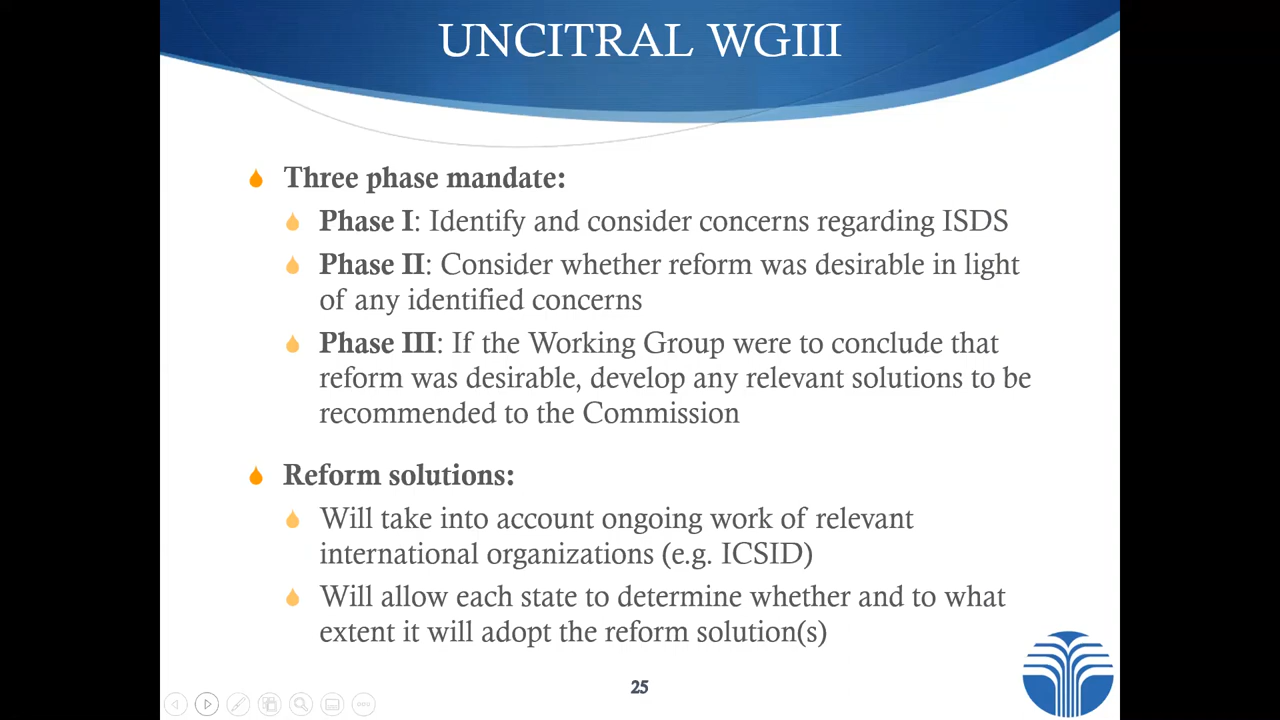 UNCITRAL WGIII
Three phase mandate:
Phase I: Identify and consider concerns regarding ISDS
Phase II: Consider whether reform was desirable in light
of any identified concerns
Phase III: If the Working Group were to conclude that
reform was desirable, develop any relevant solutions to be
recommended to the Commission
Reform solutions:
Will take into account ongoing work of relevant
international organizations (e.g. ICSID)
Will allow each state to determine whether and to what
extent it will adopt the reform solution(s)
25